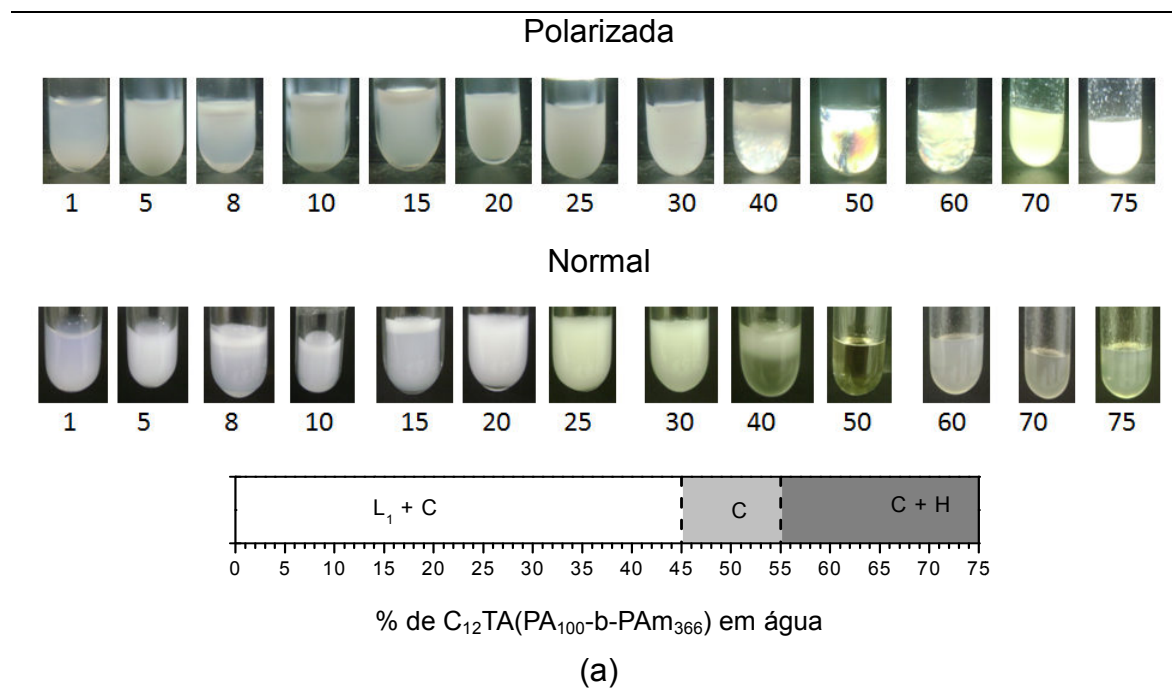 Polarizada
1 5 8 10 15 20 25 30 40 50 60 70 75
Normal
1 5 8 10 15 20 25 30 40 50 60 70 75
L₁ + C C C + H
0 5 10 15 20 25 30 35 40 45 50 55 60 65 70 75
% de C₁₂TA(PA₁₀₀-b-PAm₃₆₆) em água
(a)